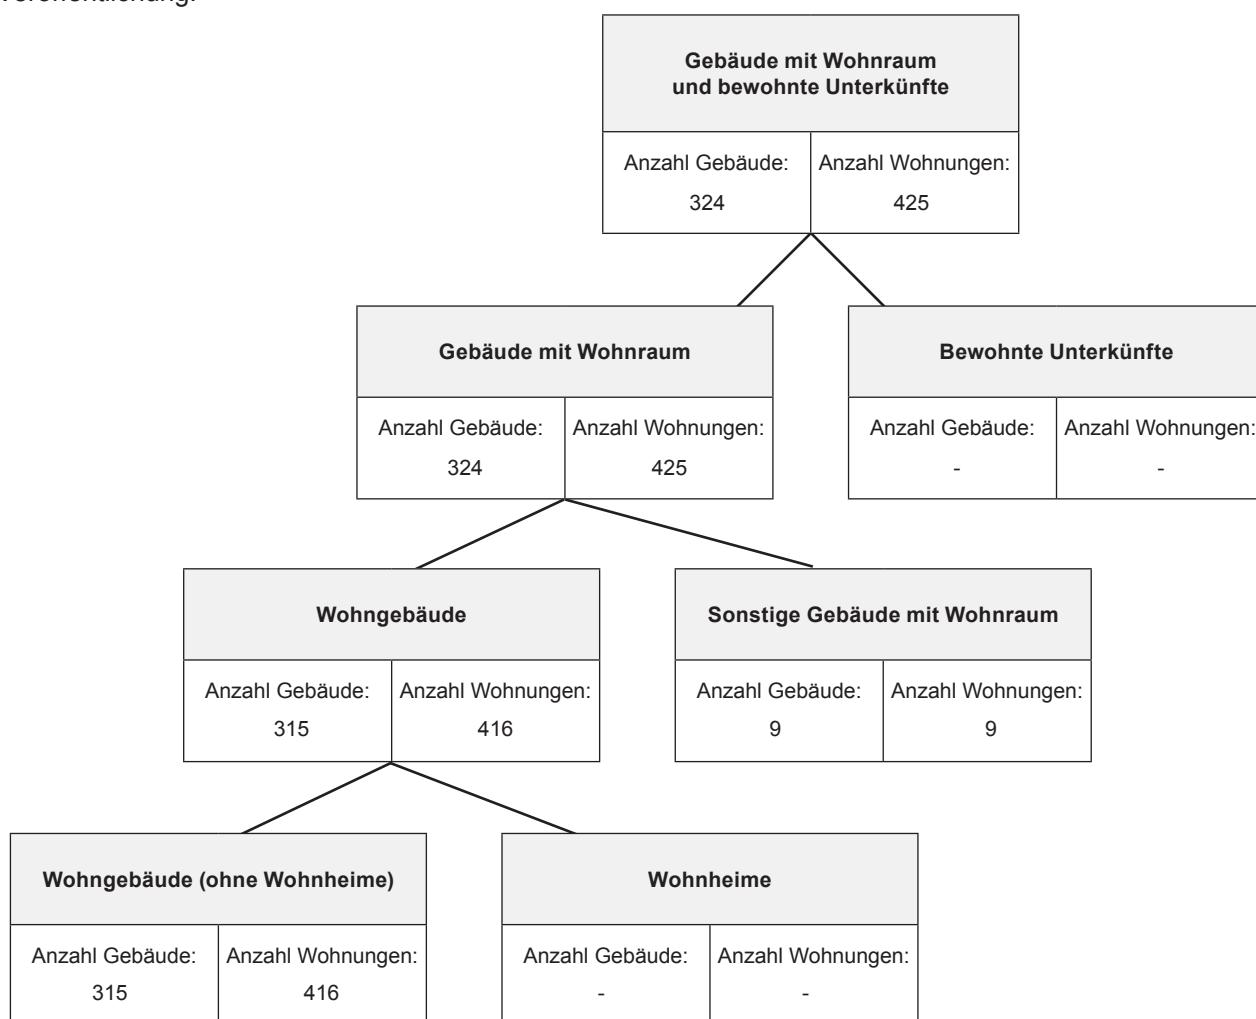 Veröffentlichung.
Gebäude mit Wohnraum
und bewohnte Unterkünfte
Anzahl Gebäude: Anzahl Wohnungen:
324 425
Gebäude mit Wohnraum Bewohnte Unterkünfte
Anzahl Gebäude: Anzahl Wohnungen: Anzahl Gebäude: Anzahl Wohnungen:
324 425 - -
Wohngebäude Sonstige Gebäude mit Wohnraum
Anzahl Gebäude: Anzahl Wohnungen: Anzahl Gebäude: Anzahl Wohnungen:
315 416 9 9
Wohngebäude (ohne Wohnheime) Wohnheime
Anzahl Gebäude: Anzahl Wohnungen: Anzahl Gebäude: Anzahl Wohnungen:
315 416 - -